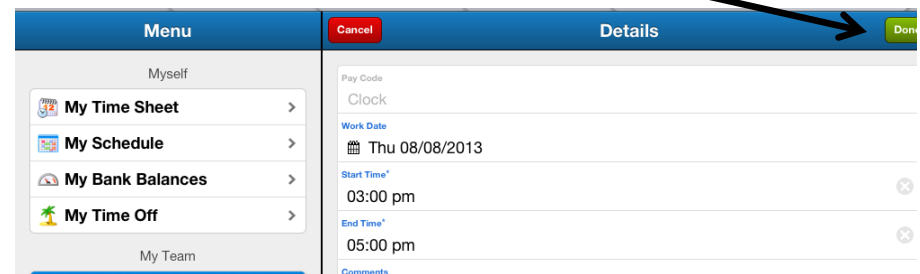 Menu
Myself
My Time Sheet
My Schedule
My Bank Balances
My Time Off
My Team
Cancel
Details
Done
Pay Code
Clock
Work Date
Thu 08/08/2013
Start Time*
03:00 pm
End Time*
05:00 pm
Comments